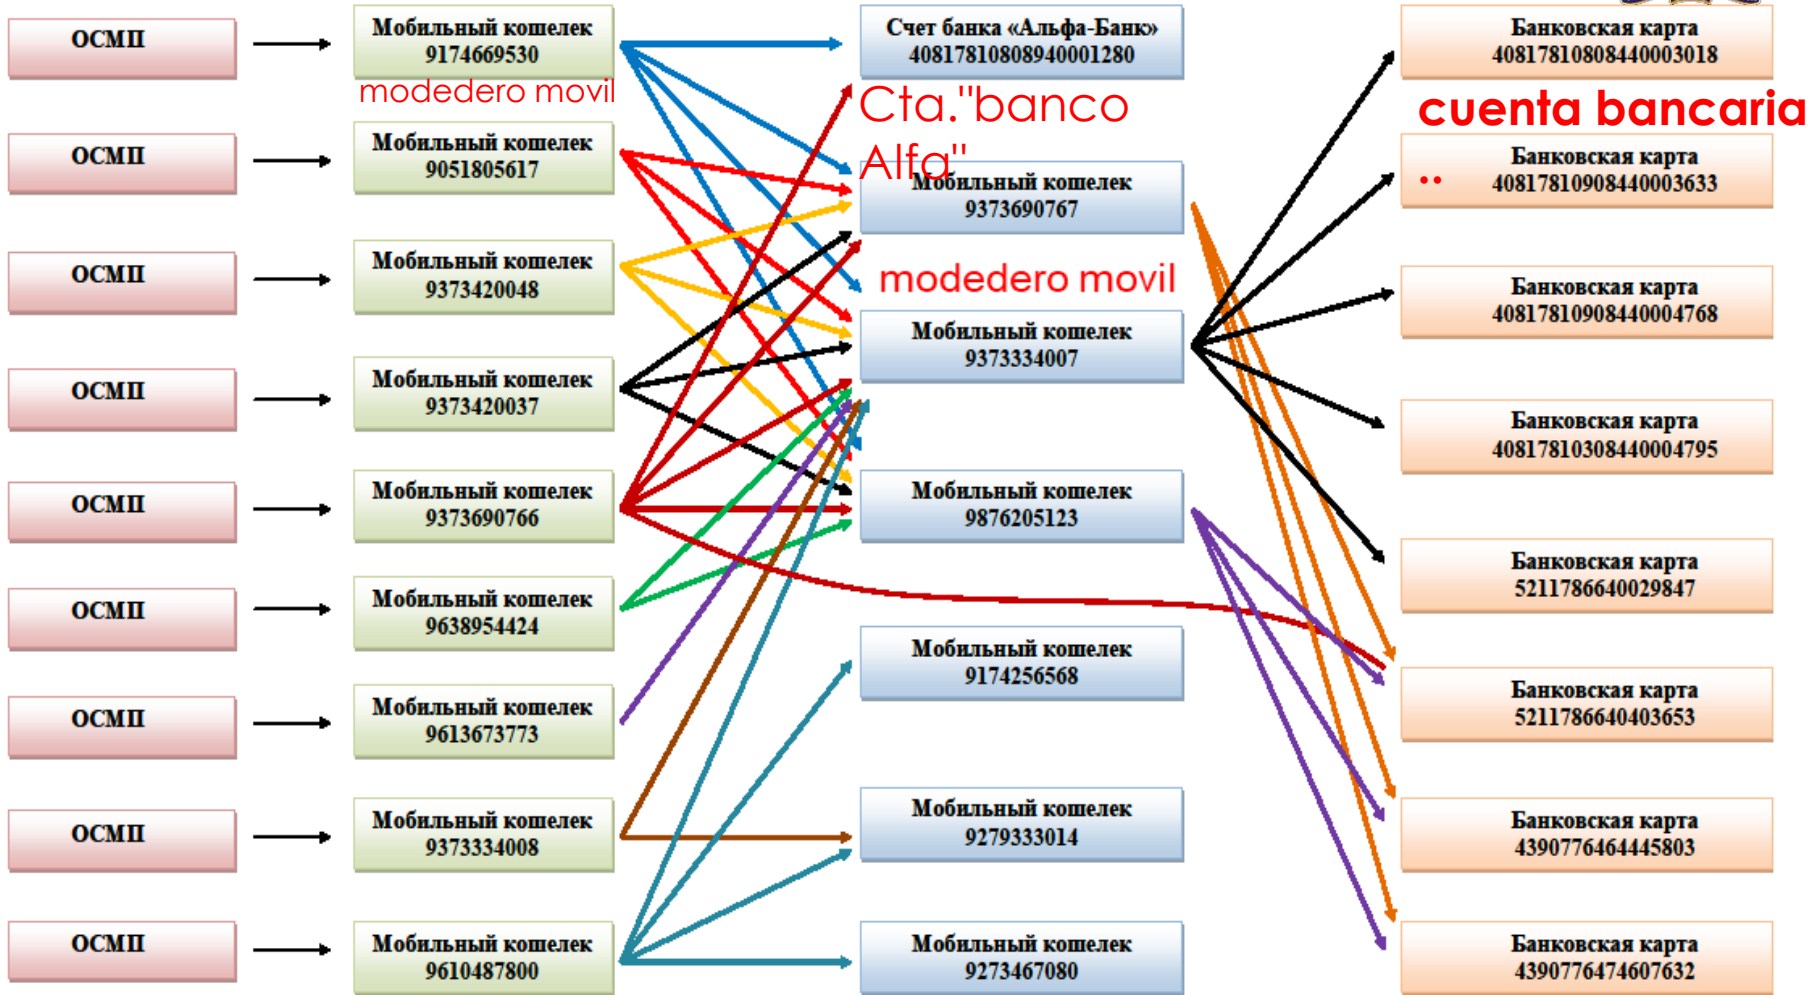 ОСМП
Мобильный кошелек
9174669530
modedero movil
Счет банка «Альфа-Банк»
40817810808940001280
Cta."banco
Alfa"
Банковская карта
40817810808440003018
cuenta bancaria
..
ОСМП
Мобильный кошелек
9051805617
Мобильный кошелек
9373690767
Банковская карта
40817810908440003633
ОСМП
Мобильный кошелек
9373420048
modedero movil
Мобильный кошелек
9373334007
Банковская карта
40817810908440004768
ОСМП
Мобильный кошелек
9373420037
Банковская карта
40817810308440004795
ОСМП
Мобильный кошелек
9373690766
Мобильный кошелек
9876205123
Банковская карта
5211786640029847
ОСМП
Мобильный кошелек
9638954424
Мобильный кошелек
9174256568
Банковская карта
5211786640403653
ОСМП
Мобильный кошелек
9613673773
ОСМП
Мобильный кошелек
9373334008
Мобильный кошелек
9279333014
Банковская карта
4390776464445803
ОСМП
Мобильный кошелек
9610487800
Мобильный кошелек
9273467080
Банковская карта
4390776474607632